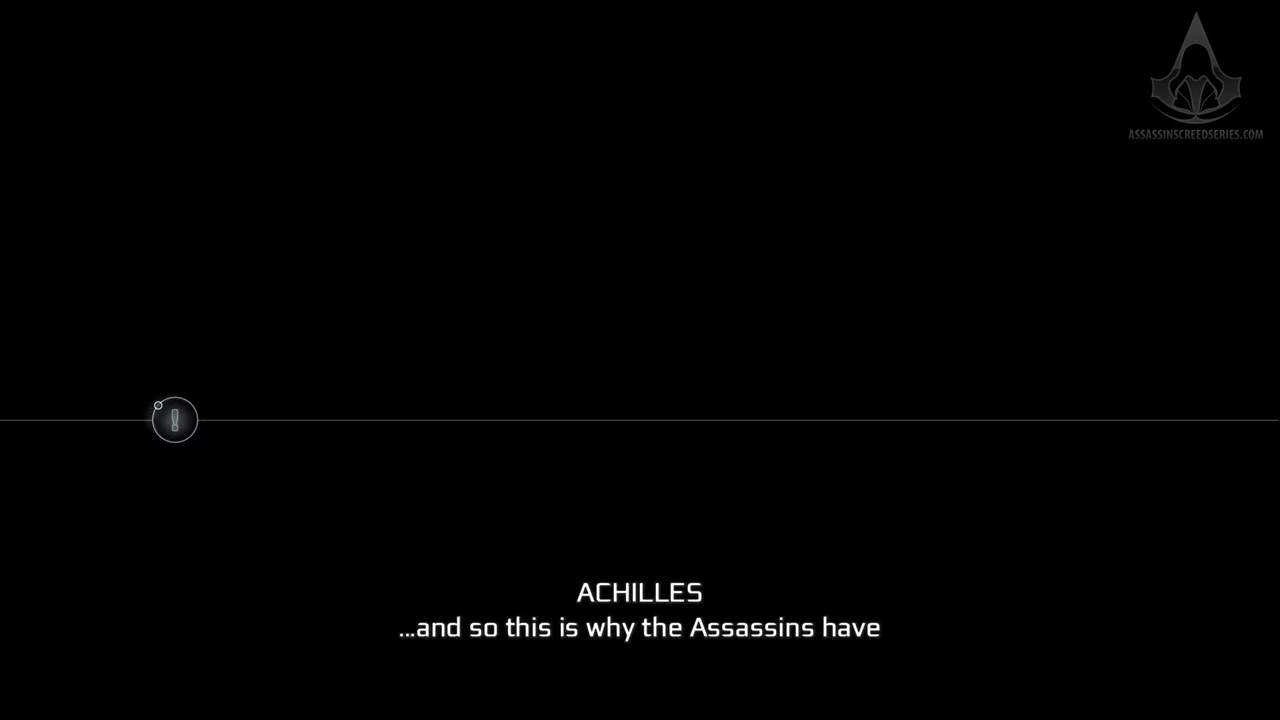 ASSASSINSCREEDSERIES.COM
!
ACHILLES
...and so this is why the Assassins have